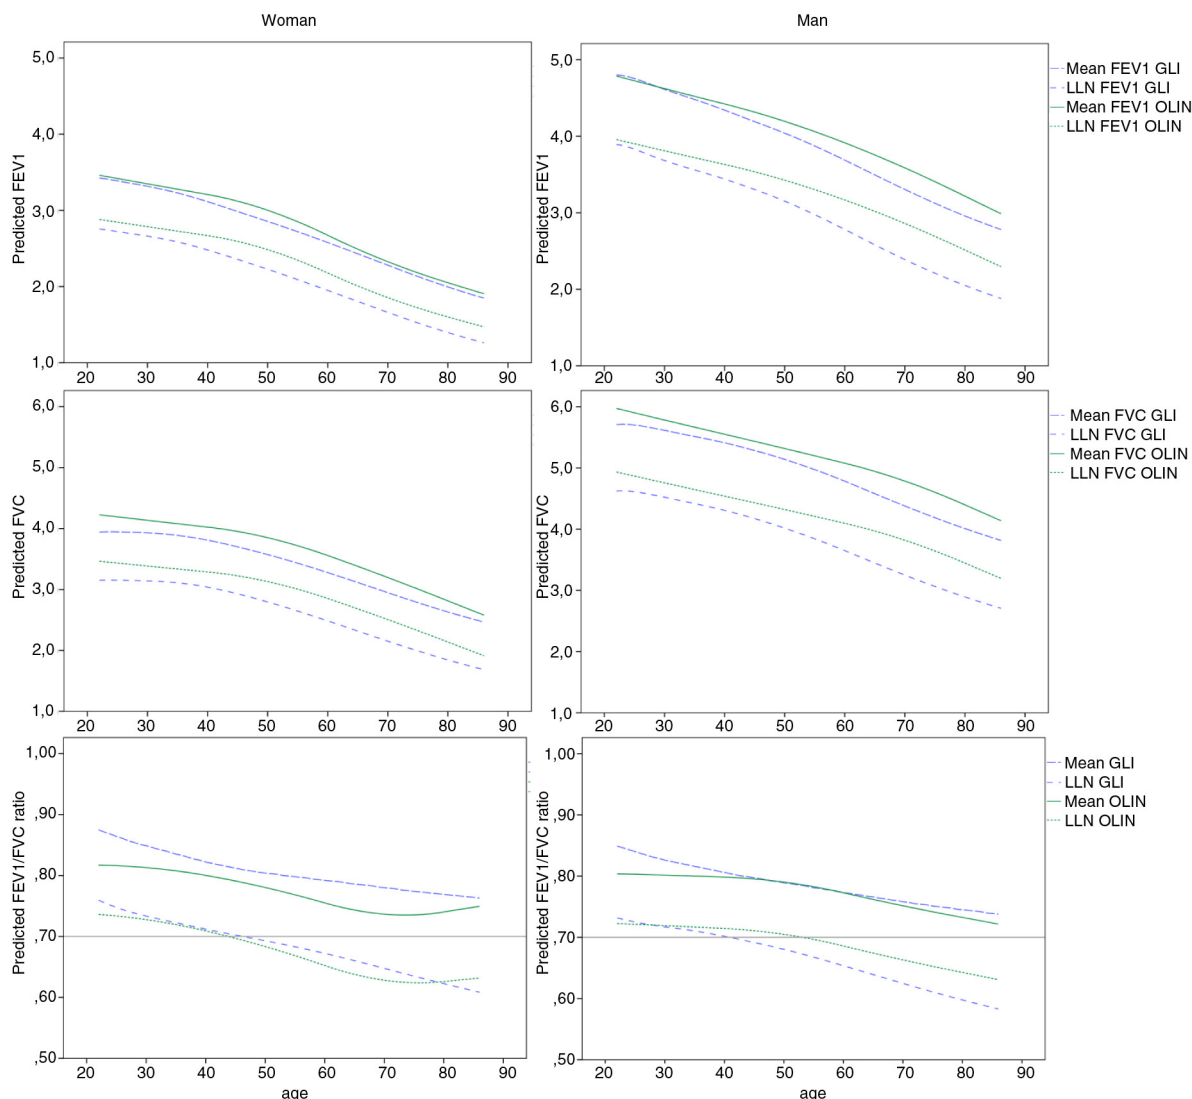 Woman
Man
Predicted FEV1
5,0
4,0
3,0
2,0
1,0
20 30 40 50 60 70 80 90
Predicted FEV1
5,0
4,0
3,0
2,0
1,0
20 30 40 50 60 70 80 90
Mean FEV1 GLI
LLN FEV1 GLI
Mean FEV1 OLIN
LLN FEV1 OLIN
Predicted FVC
6,0
5,0
4,0
3,0
2,0
1,0
20 30 40 50 60 70 80 90
Predicted FVC
6,0
5,0
4,0
3,0
2,0
1,0
20 30 40 50 60 70 80 90
Mean FVC GLI
LLN FVC GLI
Mean FVC OLIN
LLN FVC OLIN
Predicted FEV1/FVC ratio
1,00
,90
,80
,70
,60
,50
20 30 40 50 60 70 80 90
age
Predicted FEV1/FVC ratio
1,00
,90
,80
,70
,60
,50
20 30 40 50 60 70 80 90
age
Mean GLI
LLN GLI
Mean OLIN
LLN OLIN